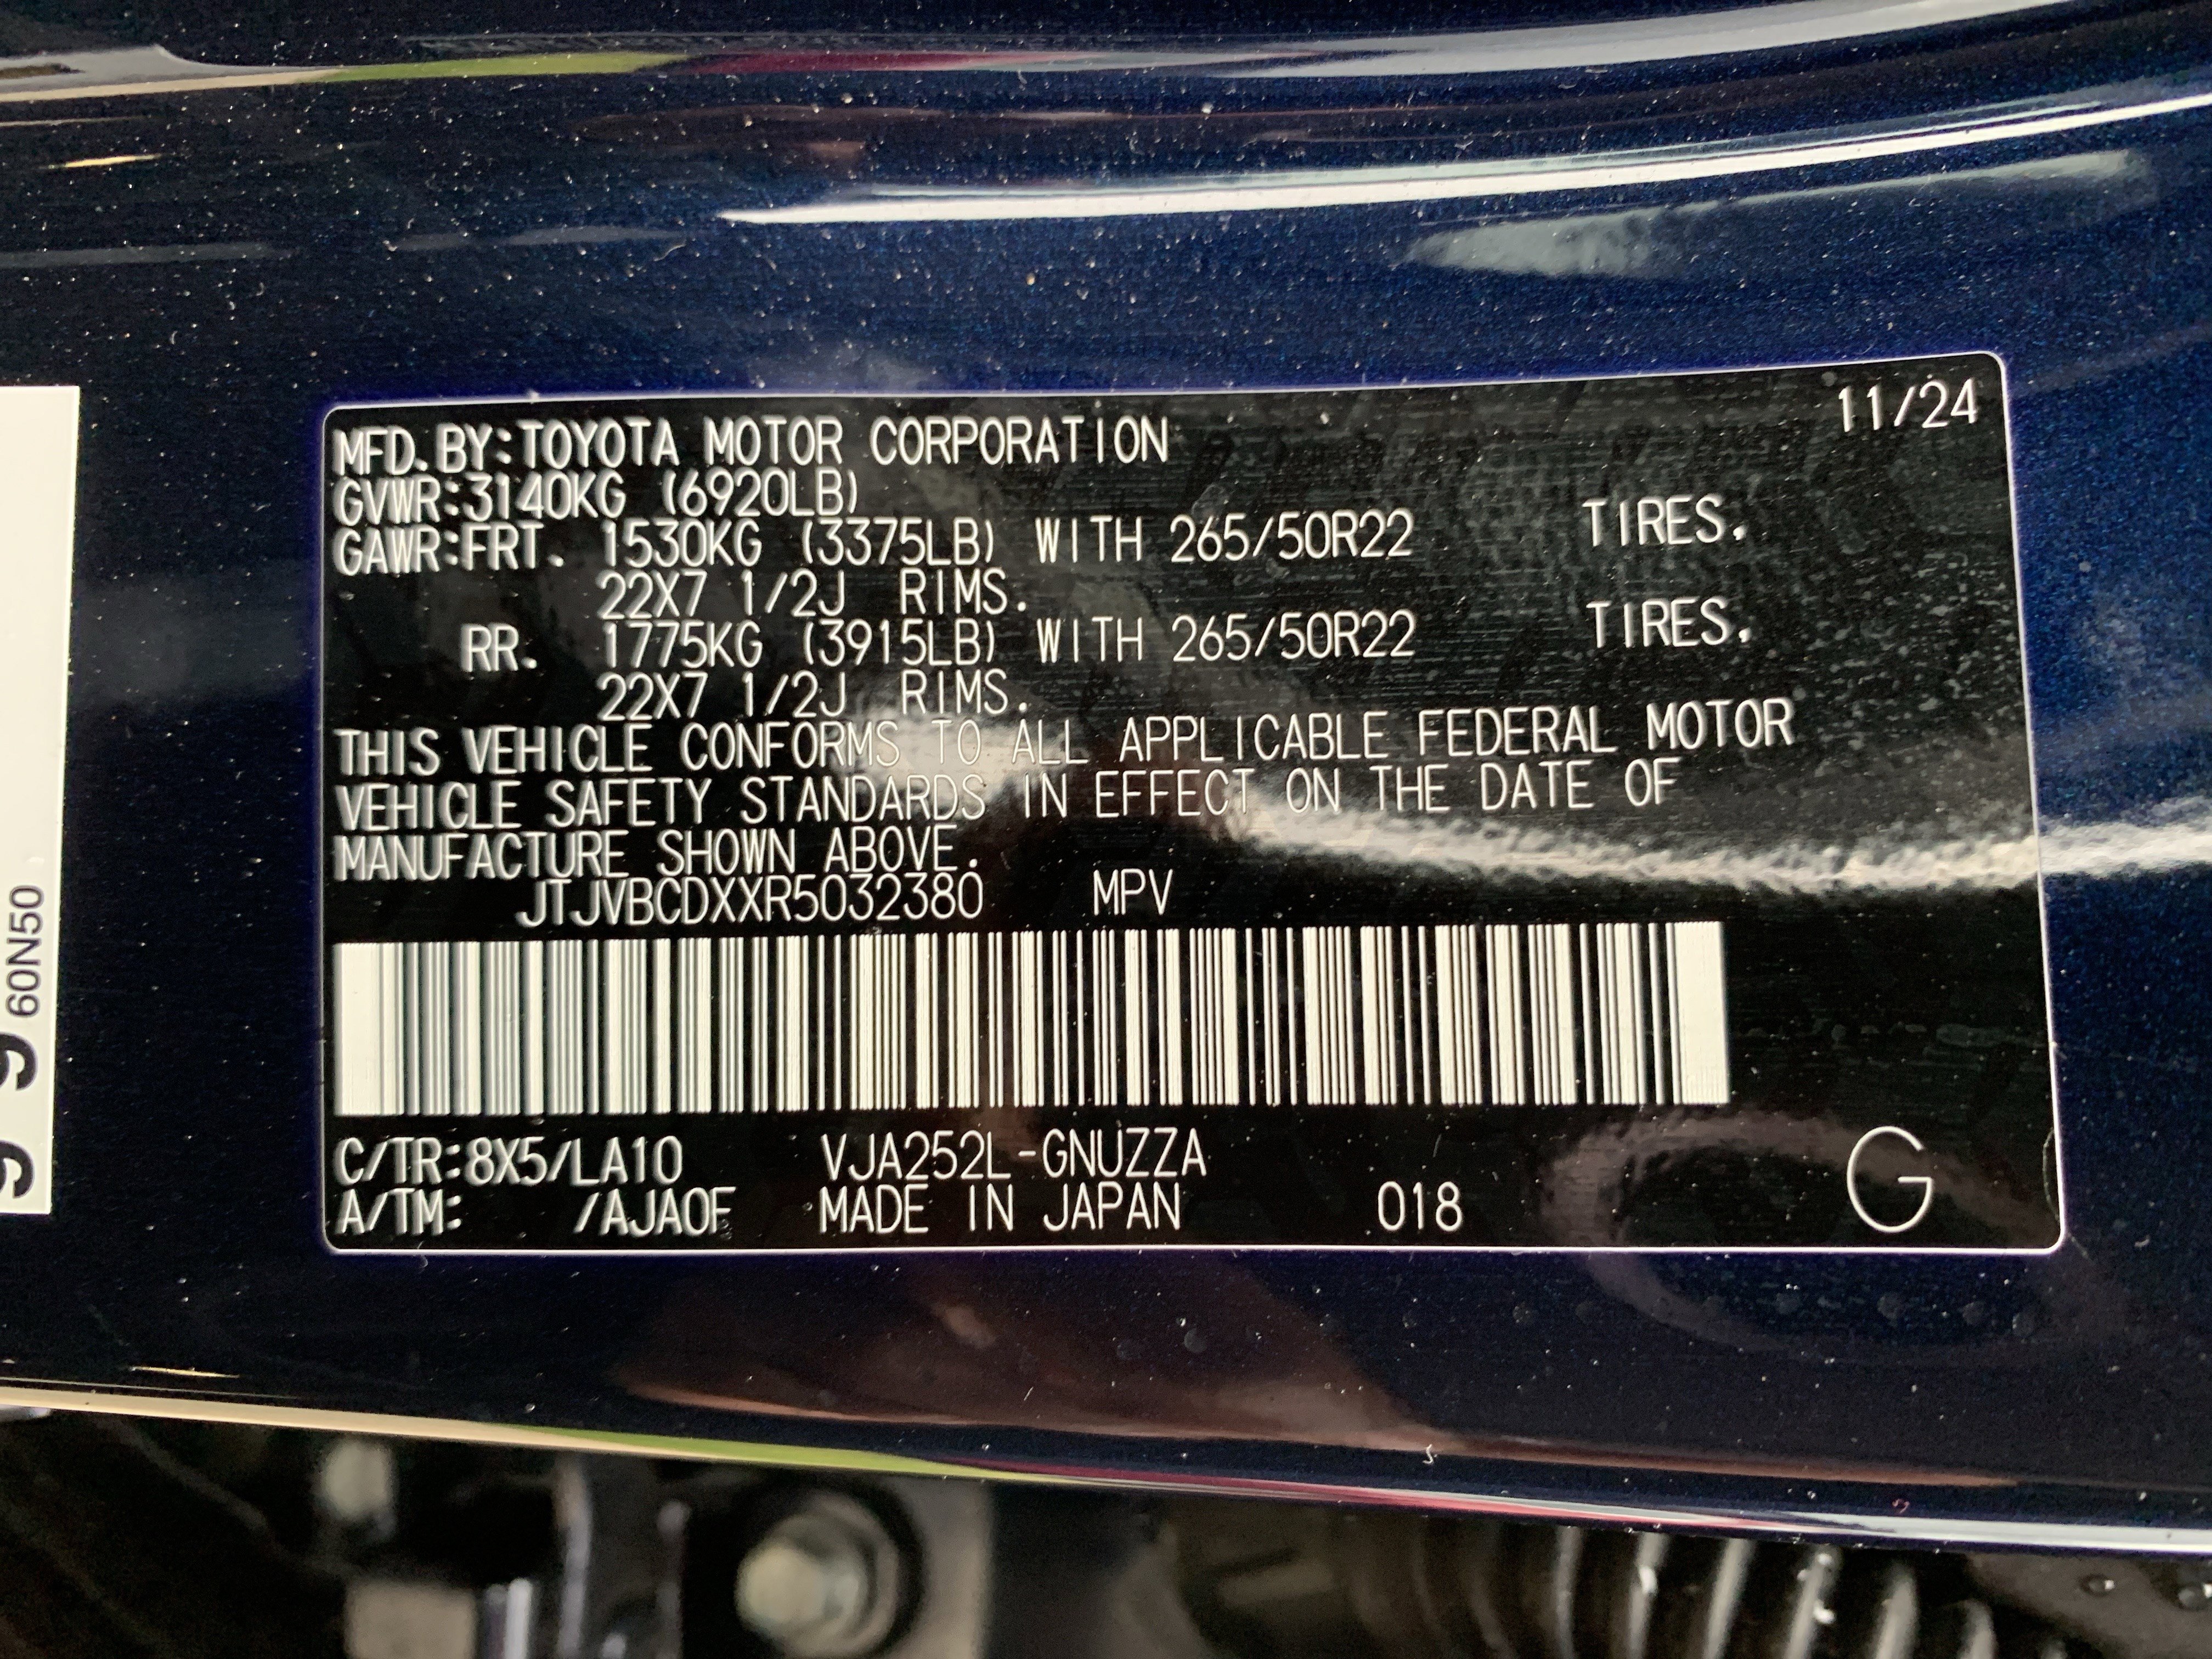 11/24
MFD.BY:TOYOTA MOTOR CORPORATION
GVWR:3140KG (6920LB)
GAWR:FRT. 1530KG (3375LB) WITH 265/50R22 TIRES.
22X7 1/2J RIMS.
RR. 1775KG (3915LB) WITH 265/50R22 TIRES.
22X7 1/2J RIMS.
THIS VEHICLE CONFORMS TO ALL APPLICABLE FEDERAL MOTOR
VEHICLE SAFETY STANDARDS IN EFFECT ON THE DATE OF
MANUFACTURE SHOWN ABOVE.
JTJVBCDXXR5032380 MPV
C/TR:8X5/LA10 VJA252L-GNUZZA
A/TM: /AJA0F MADE IN JAPAN 018 G
60N50